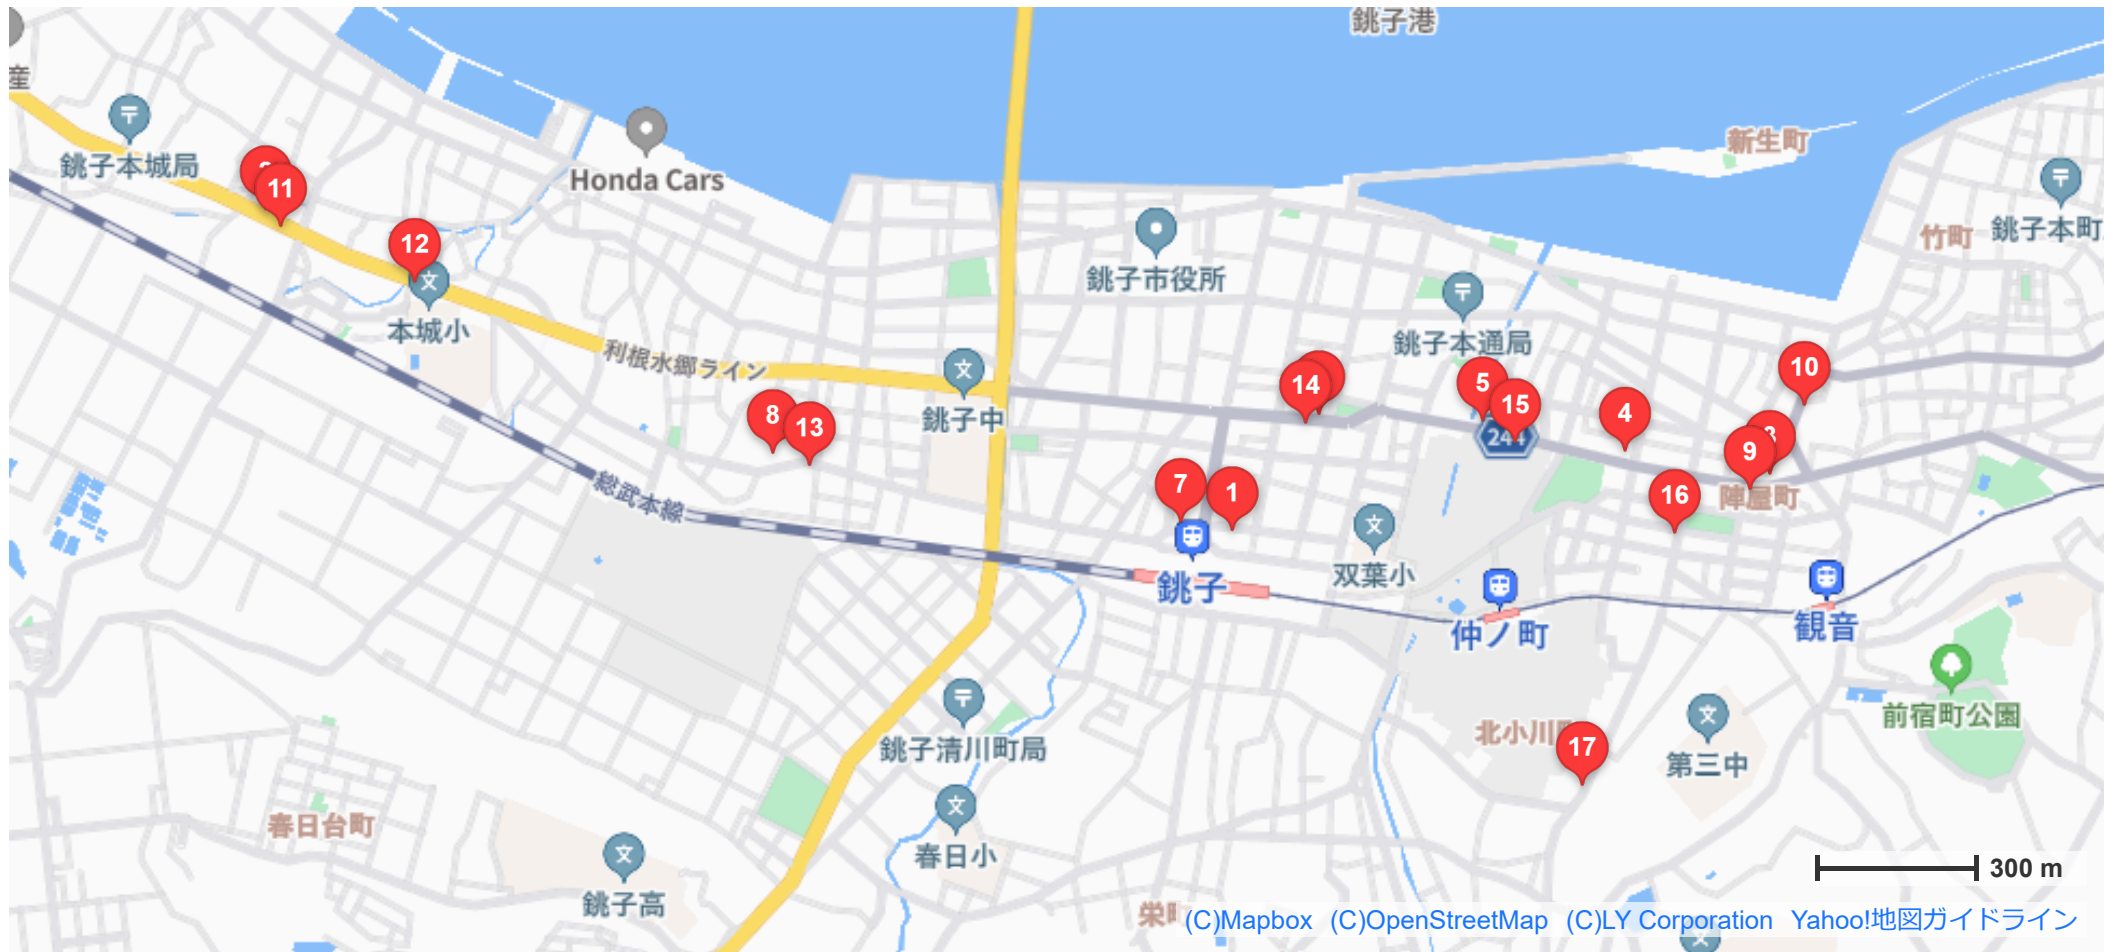 銚子港
産
新生町
銚子本城局
Honda Cars
11
12
竹町
銚子本町
銚子市役所
本城小
利根水郷ライン
銚子本通局
銚子中
14
5
15
244
4
10
8
13
3
9
16
陣屋町
総武本線
7
1
双葉小
銚子
仲ノ町
観音
銚子清川町局
北小川
17
第三中
前宿町公園
春日台町
春日小
銚子高
栄町
300 m
(C)Mapbox (C)OpenStreetMap (C)LY Corporation Yahoo!地図ガイドライン